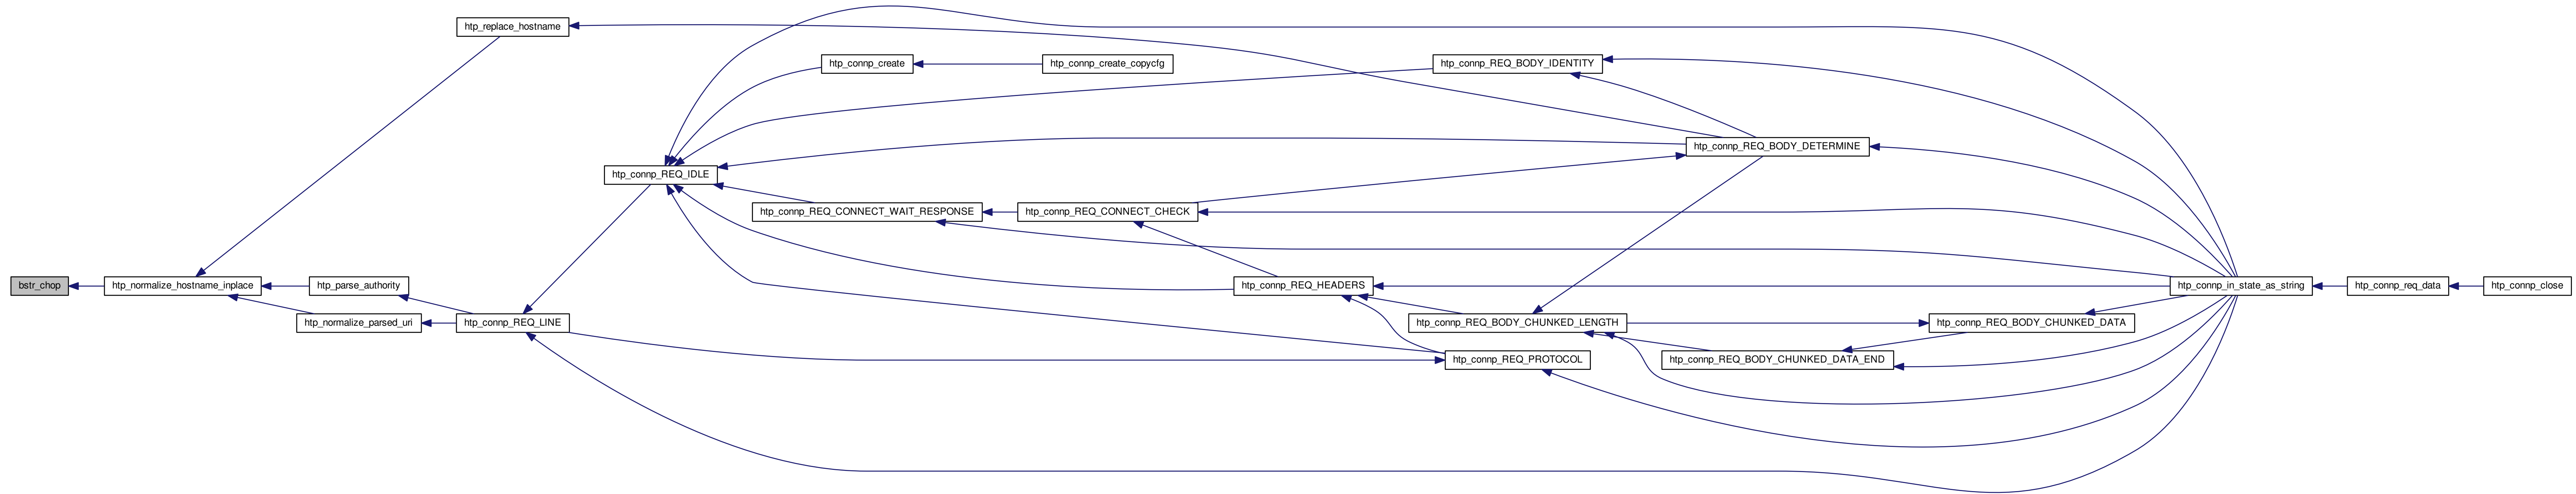 htp_replace_hostname
htp_connp_create
htp_connp_create_copycfg
htp_connp_REQ_BODY_IDENTITY
htp_connp_REQ_BODY_DETERMINE
htp_connp_REQ_IDLE
htp_connp_REQ_CONNECT_WAIT_RESPONSE
htp_connp_REQ_CONNECT_CHECK
bstr_chop
htp_normalize_hostname_inplace
htp_parse_authority
htp_connp_REQ_HEADERS
htp_connp_in_state_as_string
htp_connp_req_data
htp_connp_close
htp_normalize_parsed_uri
htp_connp_REQ_LINE
htp_connp_REQ_BODY_CHUNKED_LENGTH
htp_connp_REQ_BODY_CHUNKED_DATA
htp_connp_REQ_PROTOCOL
htp_connp_REQ_BODY_CHUNKED_DATA_END